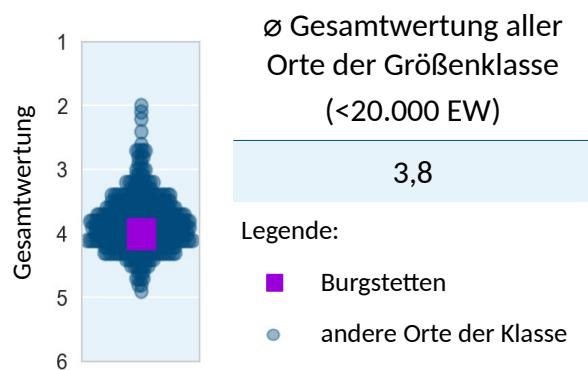 1
2
3
4
5
6
Gesamtwertung
⌀ Gesamtwertung aller
Orte der Größenklasse
(<20.000 EW)
3,8
Legende:
Burgstetten
andere Orte der Klasse